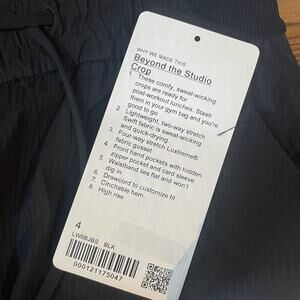 WHY WE MADE THIS
Beyond the Studio
Crop
1. These comfy, sweat-wicking
crops are ready for
post-workout lunches. Stash
them in your gym bag and you're
good to go
2. Lightweight, two-way stretch
Swift fabric is sweat-wicking
and quick-drying
3. Four-way stretch Luxtreme®
fabric gusset
4. Front hand pockets with hidden
zipper pocket and card sleeve
5. Waistband lies flat and won't
dig in
6. Drawcord to customize fit
7. Cinchable hem
8. High rise
4
LW6BJBS BLK
000121175047